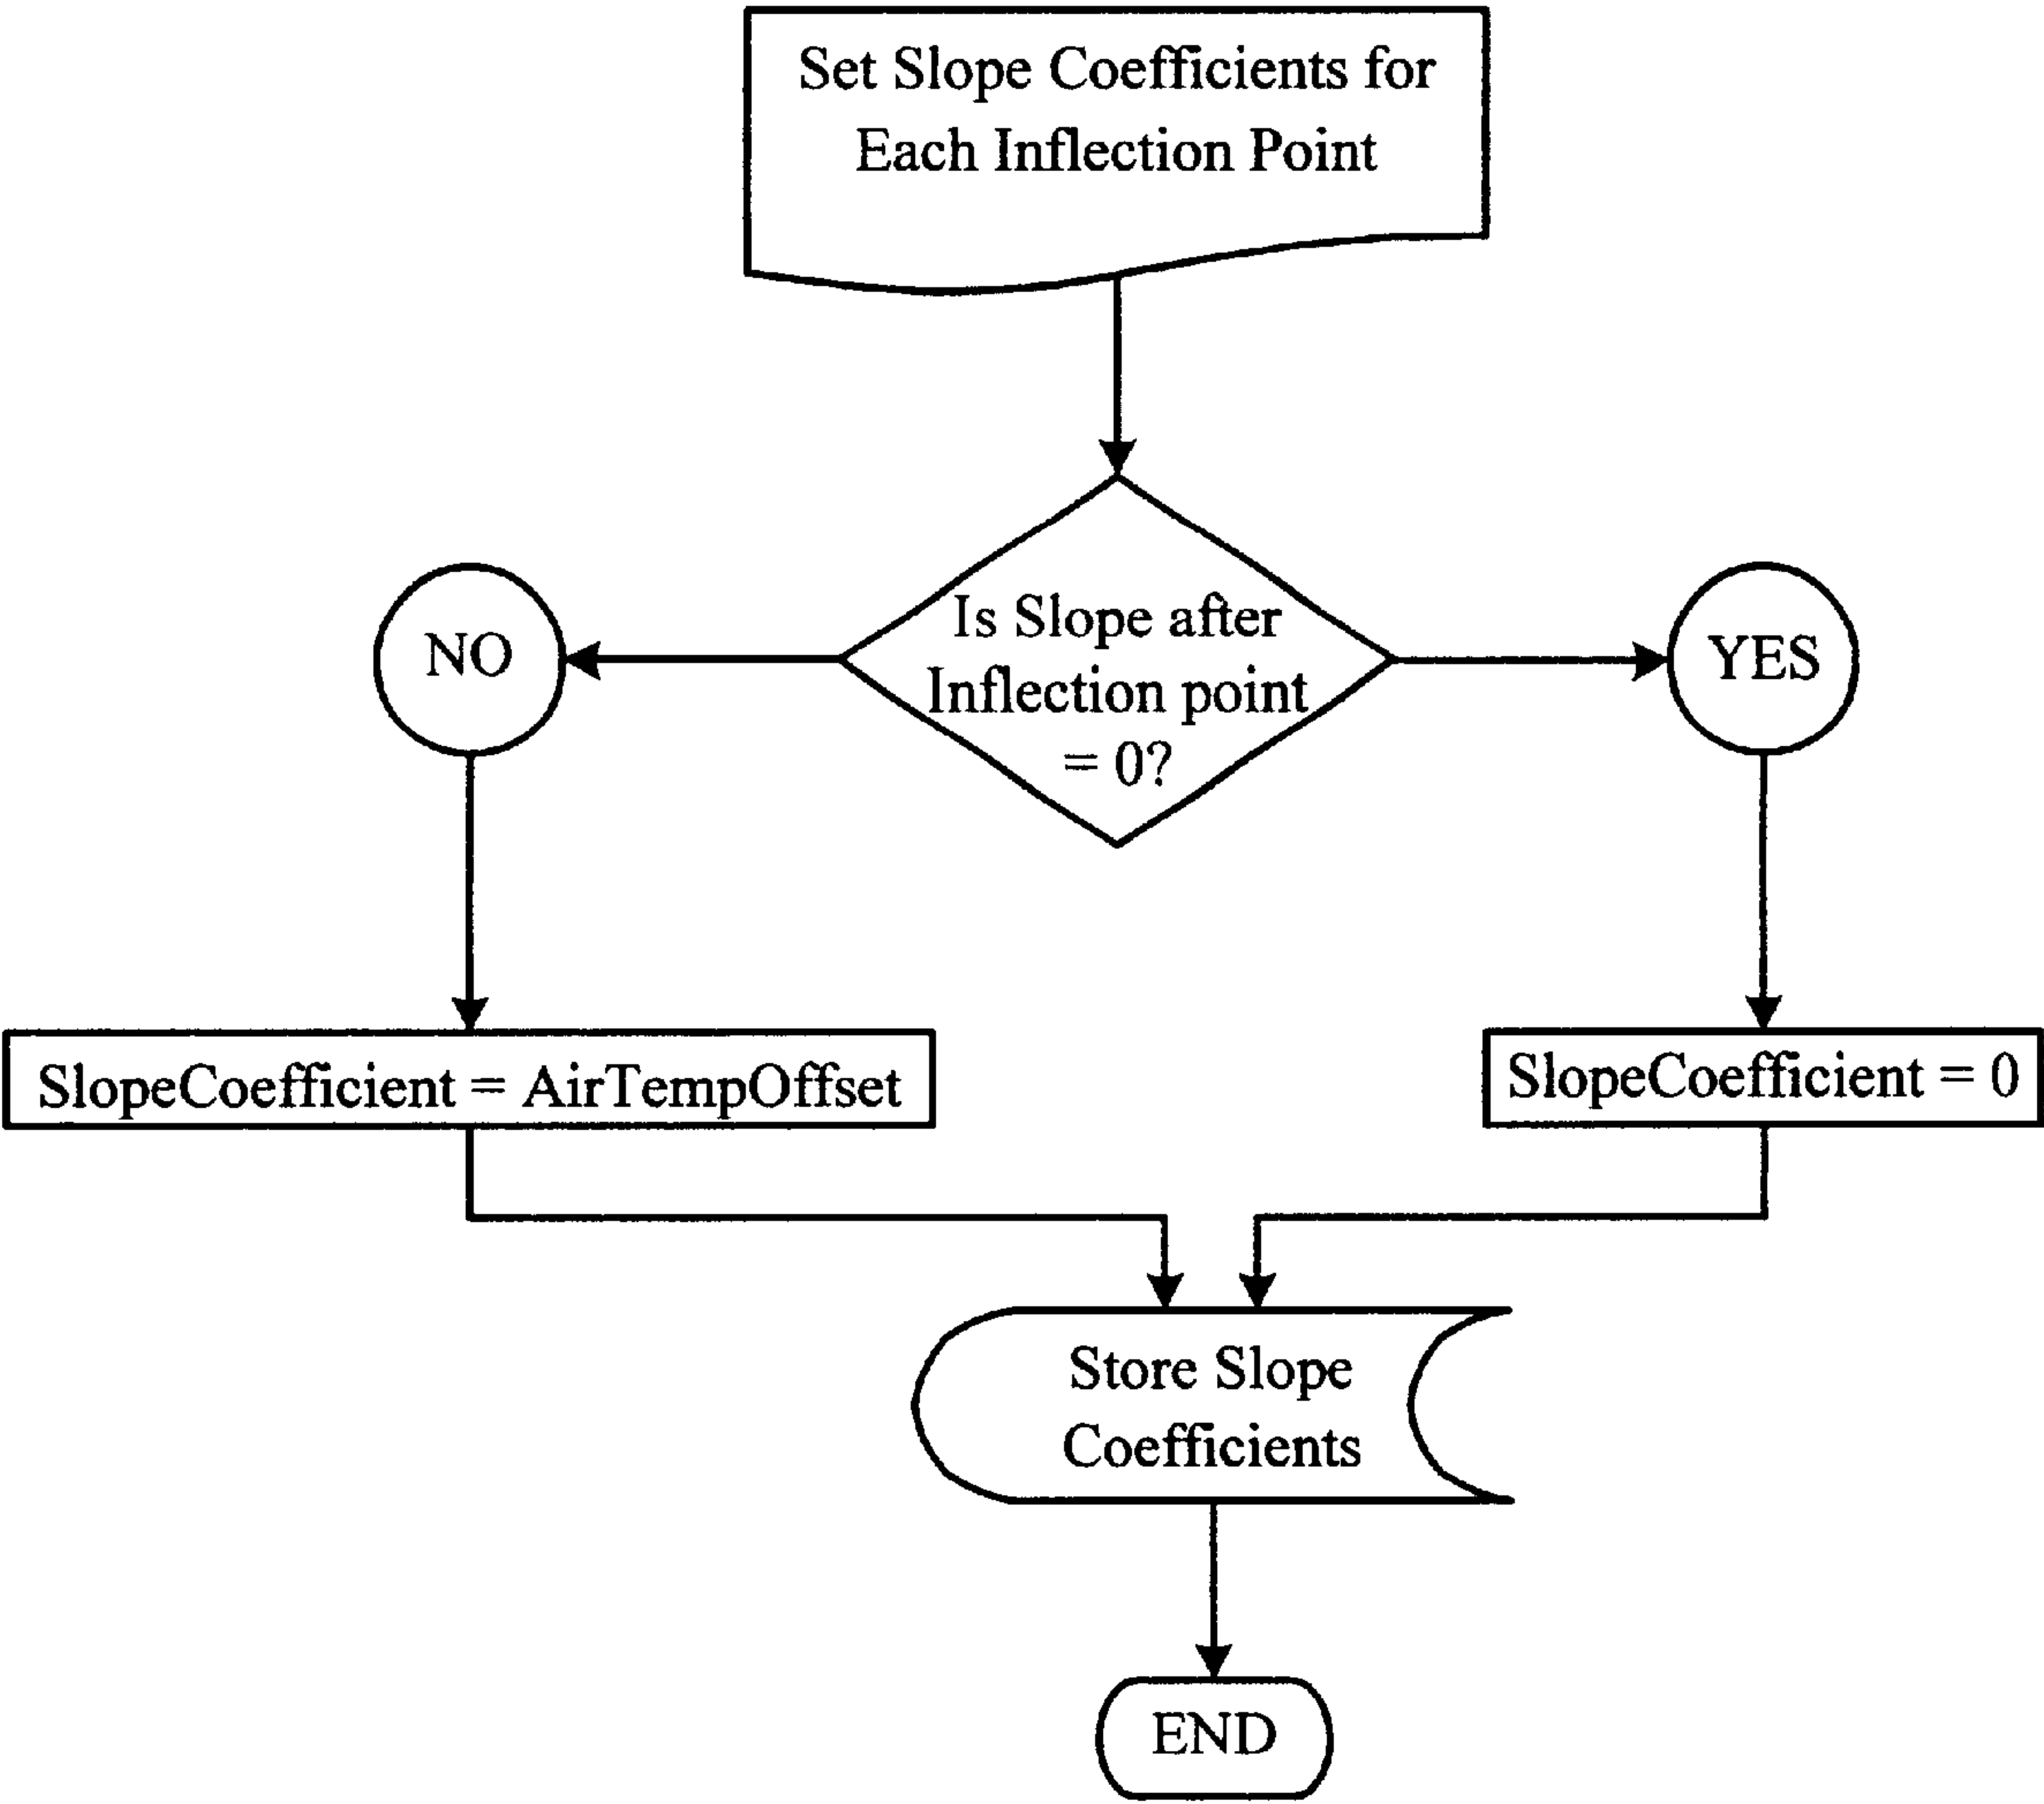 Set Slope Coefficients for
Each Inflection Point
Is Slope after
Inflection point
= 0?
NO
YES
SlopeCoefficient = AirTempOffset
SlopeCoefficient = 0
Store Slope
Coefficients
END